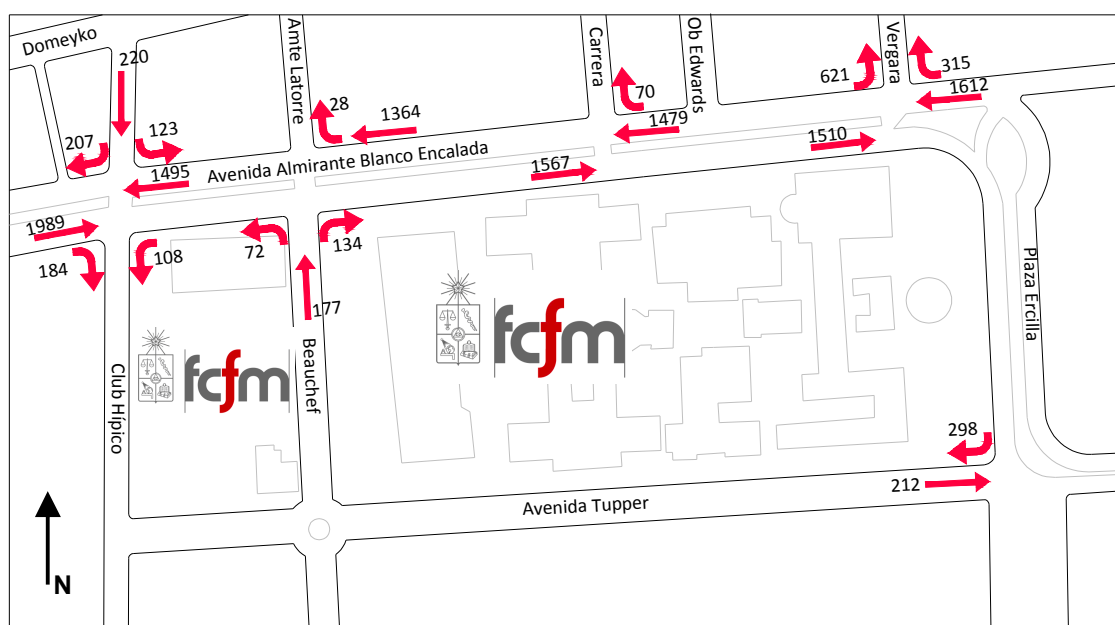 Domeyko
220
Amte Latorre
Carrera
Ob Edwards
Vergara
315
621
1612
28
1364
70
1479
1510
207
123
Avenida Almirante Blanco Encalada
1495
1567
1989
184
108
72
134
177
fcfm
fcfm
Plaza Ercilla
Club Hípico
Beauchef
298
212
Avenida Tupper
N